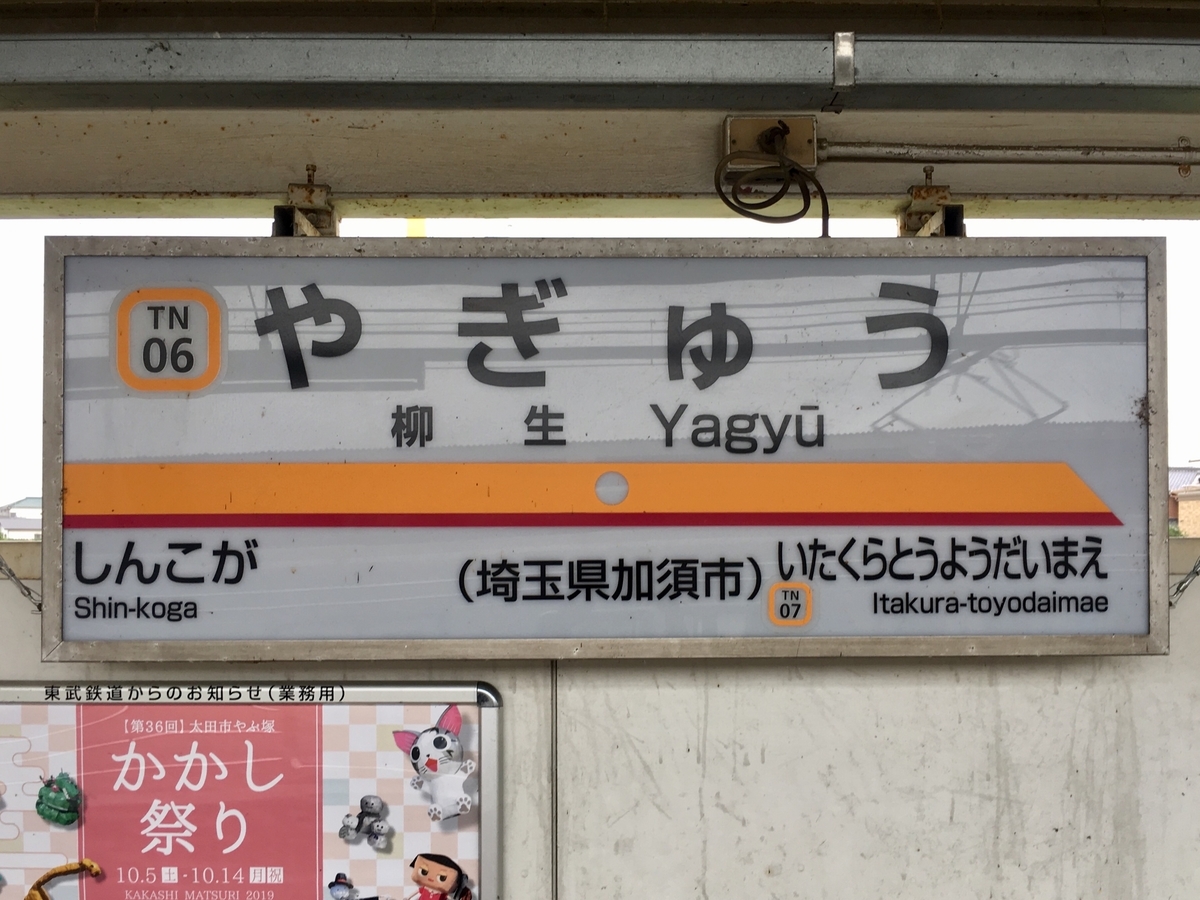 TN
06
やぎゅう
柳生 Yagyū
しんこが
Shin-koga
(埼玉県加須市)
いたくらとうようだいまえ
TN
07
Itakura-toyodaimae
東武鉄道からのお知らせ(業務用)
【第36回】太田市やぶ塚
かかし
祭り
10.5土-10.14月祝
KAKASHI MATSURI 2019